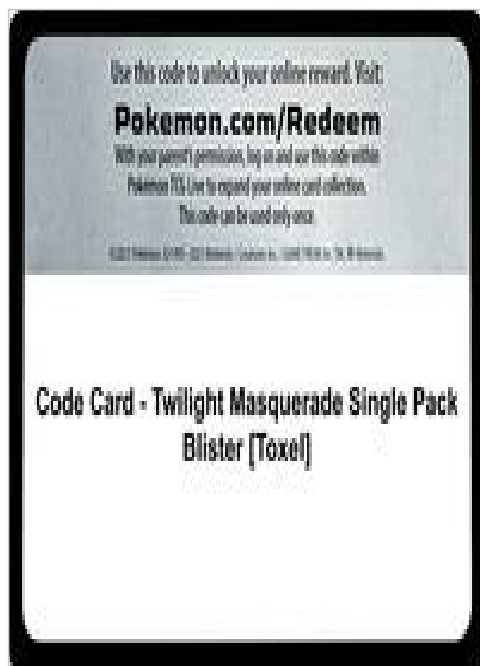 Use this code to unlock your online reward. Visit:
Pokemon.com/Redeem
With your parent's permission, log on and use this code within
Pokémon TCG Live to expand your online card collection.
This code can be used only once.
Code Card - Twilight Masquerade Single Pack
Blister [Toxel]